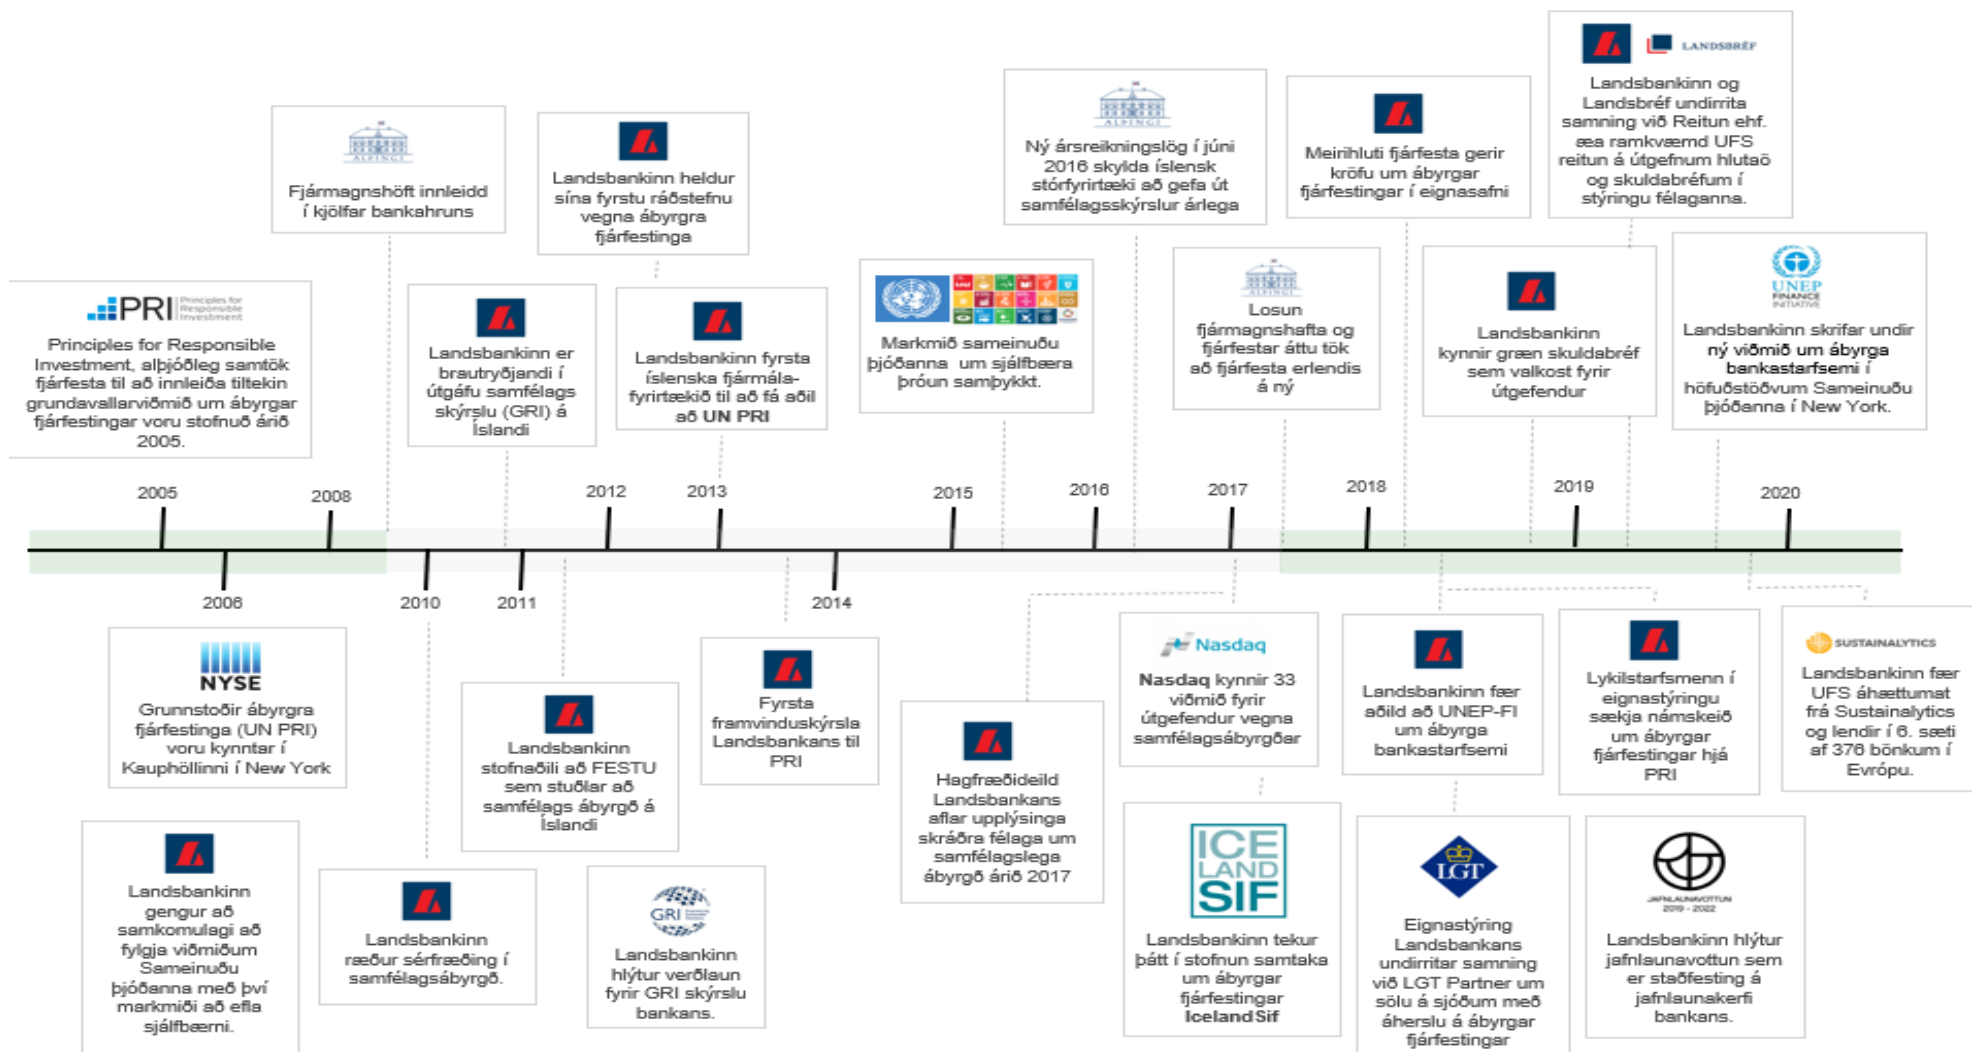 ALÞINGI
Fjármagnshöft innleidd
í kjölfar bankahruns
Landsbankinn heldur
sína fyrstu ráðstefnu
vegna ábyrgra
fjárfestinga
ALÞINGI
Ný ársreikningslög í júni
2016 skylda íslensk
stórfyrirtæki að gefa út
samfélagsskýrslur árlega
Meirihluti fjárfesta gerir
kröfu um ábyrgar
fjárfestingar í eignasafni
LANDSBRÉF
Landsbankinn og
Landsbréf undirrita
samning við Reitun ehf.
æa ramkvæmd UFS
reitun á útgefnum hlutaö
og skuldabréfum í
stýringu félaganna.
PRI Principles for
Responsible
Investment
Principles for Responsible
Investment, alþjóðleg samtök
fjárfesta til að innleiða tiltekin
grundavallarviðmið um ábyrgar
fjárfestingar voru stofnuð árið
2005.
Landsbankinn er
brautryðjandi í
útgáfu samfélags
skýrslu (GRI) á
Íslandi
Landsbankinn fyrsta
íslenska fjármála-
fyrirtækið til að fá aðil
að UN PRI
Markmið sameinuðu
þjóðanna um sjálfbæra
þróun samþykkt.
ALÞINGI
Losun
fjármagnshafta og
fjárfestar áttu tök
að fjárfesta erlendis
á ný
Landsbankinn
kynnir græn skuldabréf
sem valkost fyrir
útgefendur
UNEP
FINANCE
INITIATIVE
Landsbankinn skrifar undir
ný viðmið um ábyrga
bankastarfsemi í
höfuðstöðvum Sameinuðu
þjóðanna í New York.
2005
2008
2012
2013
2015
2016
2017
2018
2019
2020
2006
2010
2011
2014
NYSE
Grunnstoðir ábyrgra
fjárfestinga (UN PRI)
voru kynntar í
Kauphöllinni í New York
Landsbankinn
gengur að
samkomulagi að
fylgja viðmiðum
Sameinuðu
þjóðanna með því
markmiði að efla
sjálfbærni.
Landsbankinn
ræður sérfræðing í
samfélagsábyrgð.
Landsbankinn
stofnaðili að FESTU
sem stuðlar að
samfélags ábyrgð á
Íslandi
GRI
Landsbankinn
hlýtur verðlaun
fyrir GRI skýrslu
bankans.
Fyrsta
framvinduskýrsla
Landsbankans til
PRI
Hagfræðideild
Landsbankans
aflar upplýsinga
skráðra félaga um
samfélagslega
ábyrgð árið 2017
Nasdaq
Nasdaq kynnir 33
viðmið fyrir
útgefendur vegna
samfélagsábyrgðar
ICE
LAND
SIF
Landsbankinn tekur
þátt í stofnun samtaka
um ábyrgar
fjárfestingar
IcelandSif
Landsbankinn fær
aðild að UNEP-FI
um ábyrga
bankastarfsemi
LGT
Eignastýring
Landsbankans
undirritar samning
við LGT Partner um
sölu á sjóðum með
áherslu á ábyrgar
fjárfestingar
Lykilstarfsmenn í
eignastýringu
sækja námskeið
um ábyrgar
fjárfestingar hjá
PRI
JAFNLAUNAVOTTUN
2019 - 2022
Landsbankinn hlýtur
jafnlaunavottun sem
er staðfesting á
jafnlaunakerfi
bankans.
SUSTAINALYTICS
Landsbankinn fær
UFS áhættumat
frá Sustainalytics
og lendir í 6. sæti
af 376 bönkum í
Evrópu.